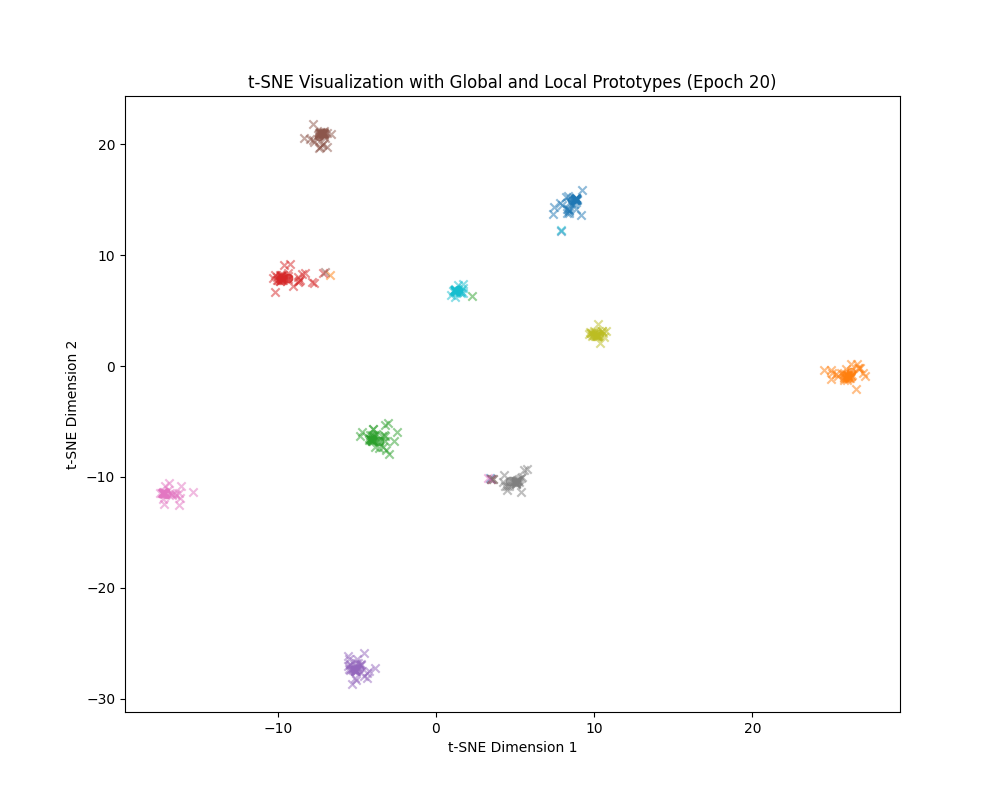 t-SNE Visualization with Global and Local Prototypes (Epoch 20)
20
10
0
−10
−20
−30
t-SNE Dimension 2
−10 0 10 20
t-SNE Dimension 1